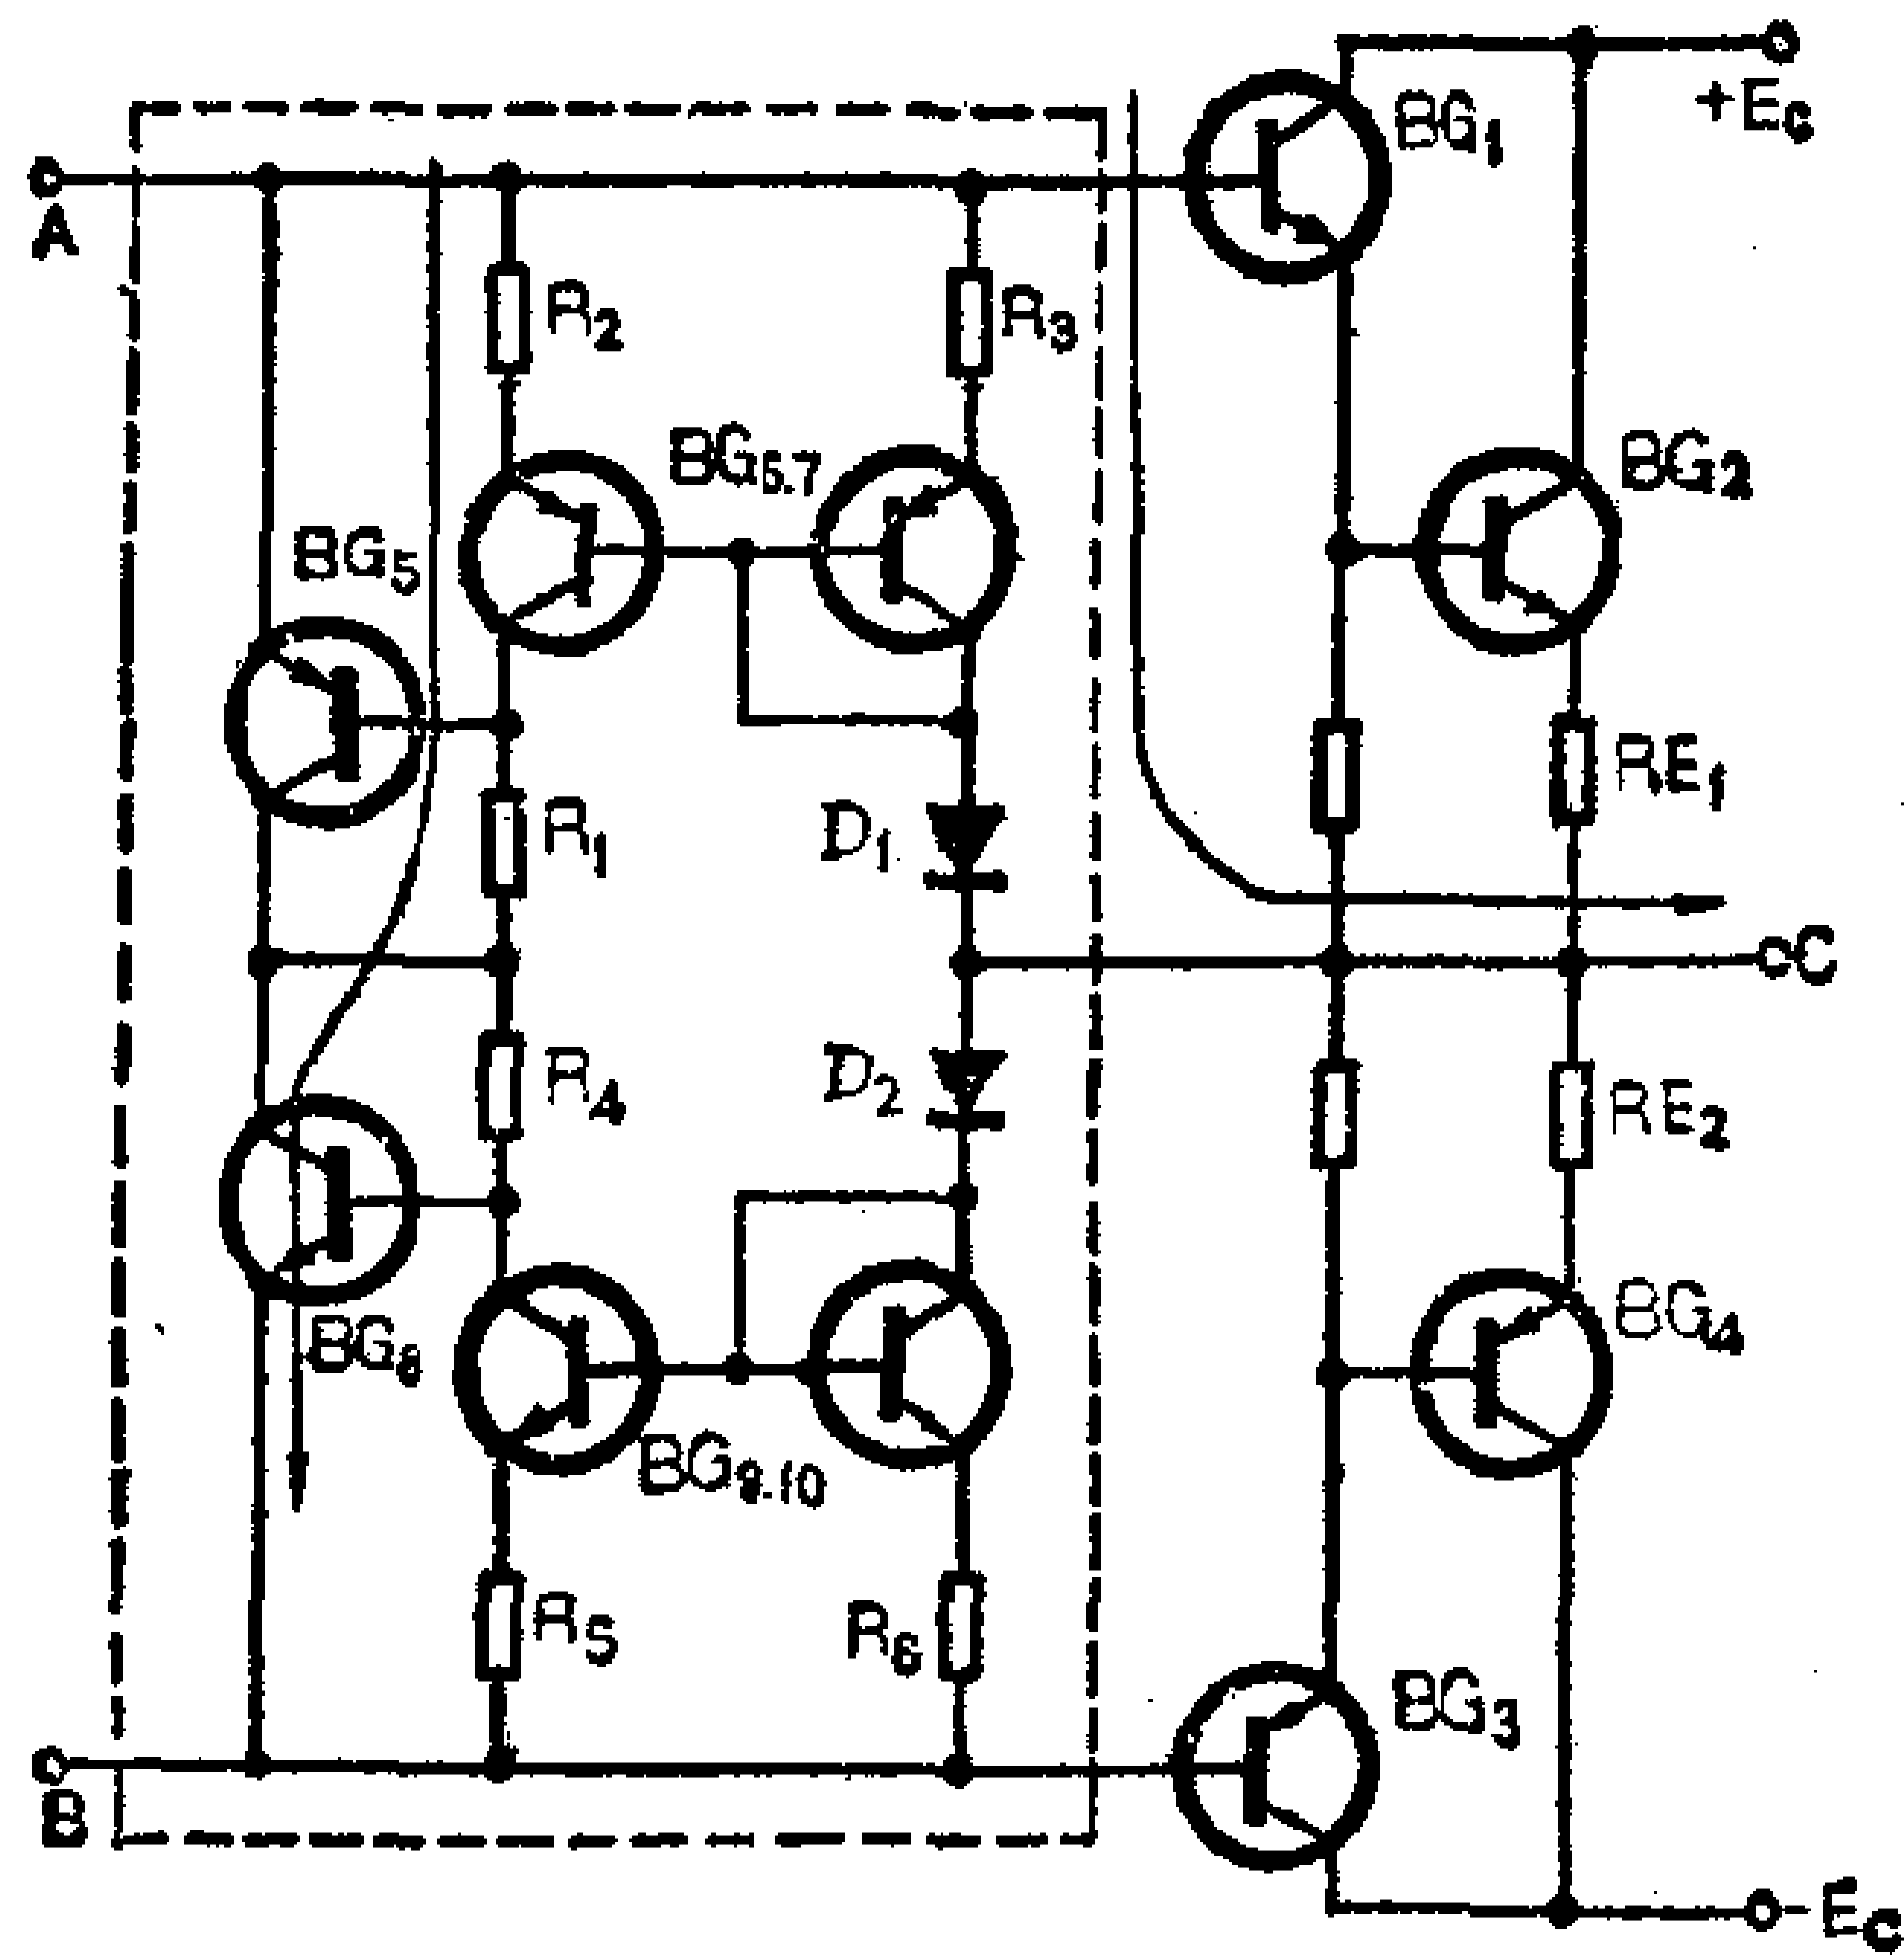 +Ec
BG1
A
R2
R3
BG6.7
BG2
BG5
RE1
D1
R1
C
D2
R4
RE2
BG4
BG8
BG9.10
R5
R6
BG3
B
-Ec